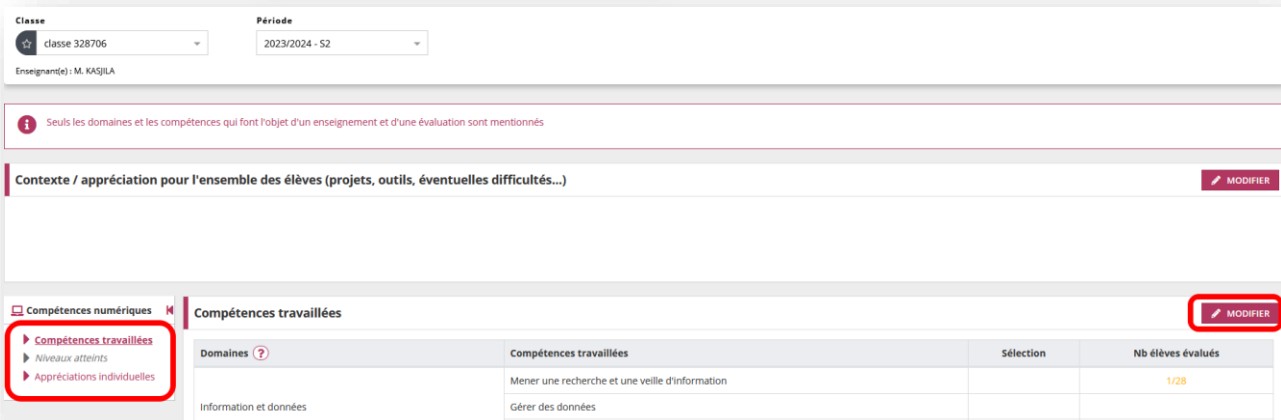 Classe
Période
classe 328706
2023/2024 - S2
Enseignant(e) : M. KASJILA
Seuls les domaines et les compétences qui font l'objet d'un enseignement et d'une évaluation sont mentionnés
Contexte / appréciation pour l'ensemble des élèves (projets, outils, éventuelles difficultés...)
MODIFIER
Compétences numériques
Compétences travaillées
Niveaux atteints
Appréciations individuelles
Compétences travaillées
MODIFIER
Domaines ?
Compétences travaillées
Sélection
Nb élèves évalués
Mener une recherche et une veille d'information
1/28
Information et données
Gérer des données